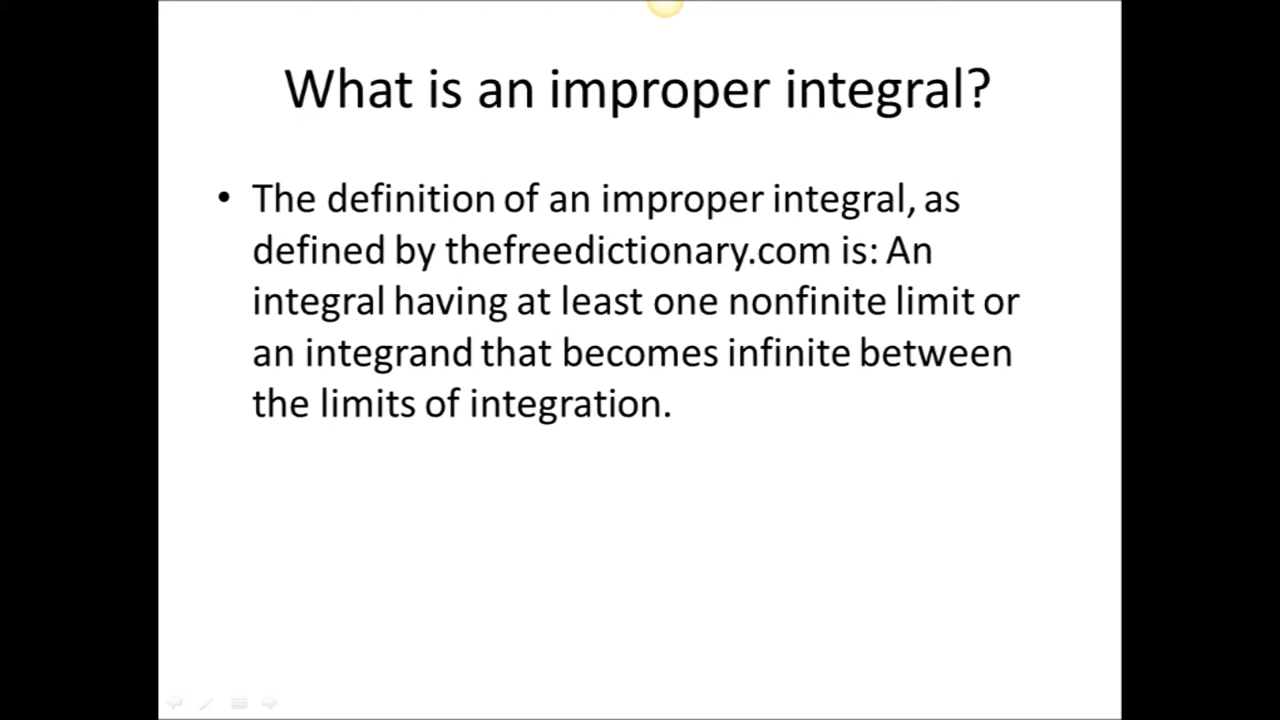 What is an improper integral?
• The definition of an improper integral, as
defined by thefreedictionary.com is: An
integral having at least one nonfinite limit or
an integrand that becomes infinite between
the limits of integration.